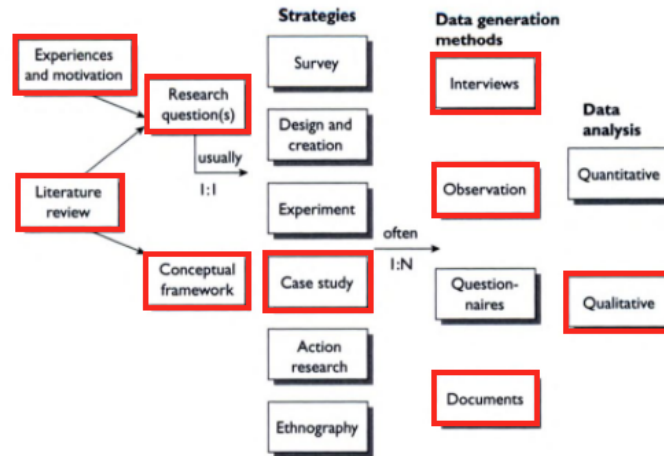 Strategies
Data generation
methods
Experiences
and motivation
Survey
Interviews
Research
question(s)
Data
analysis
Design and
creation
usually
Quantitative
1:1
Literature
review
Observation
Experiment
often
1:N
Conceptual
framework
Case study
Question-
naires
Qualitative
Action
research
Documents
Ethnography